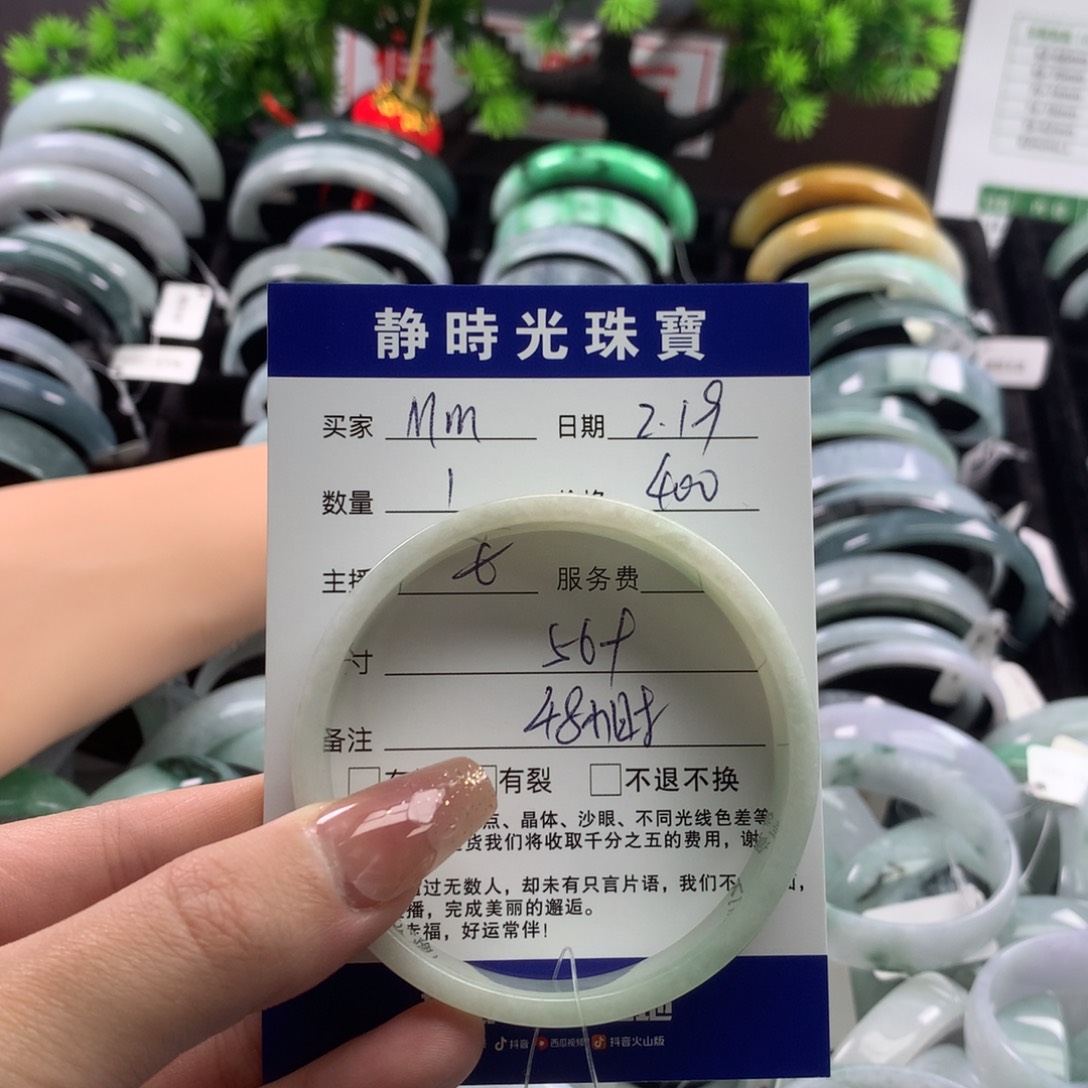 静時光珠寶
买家 Mm 日期 2.19
数量 1 400
主播 服务费
寸 56
备注 48小时
有裂 不退不换
点、晶体、沙眼、不同光线色差等
货我们将收取千分之五的费用，谢
过无数人，却未有只言片语，我们不
播，完成美丽的邂逅。
幸福，好运常伴！
抖音 西瓜视频 抖音火山版